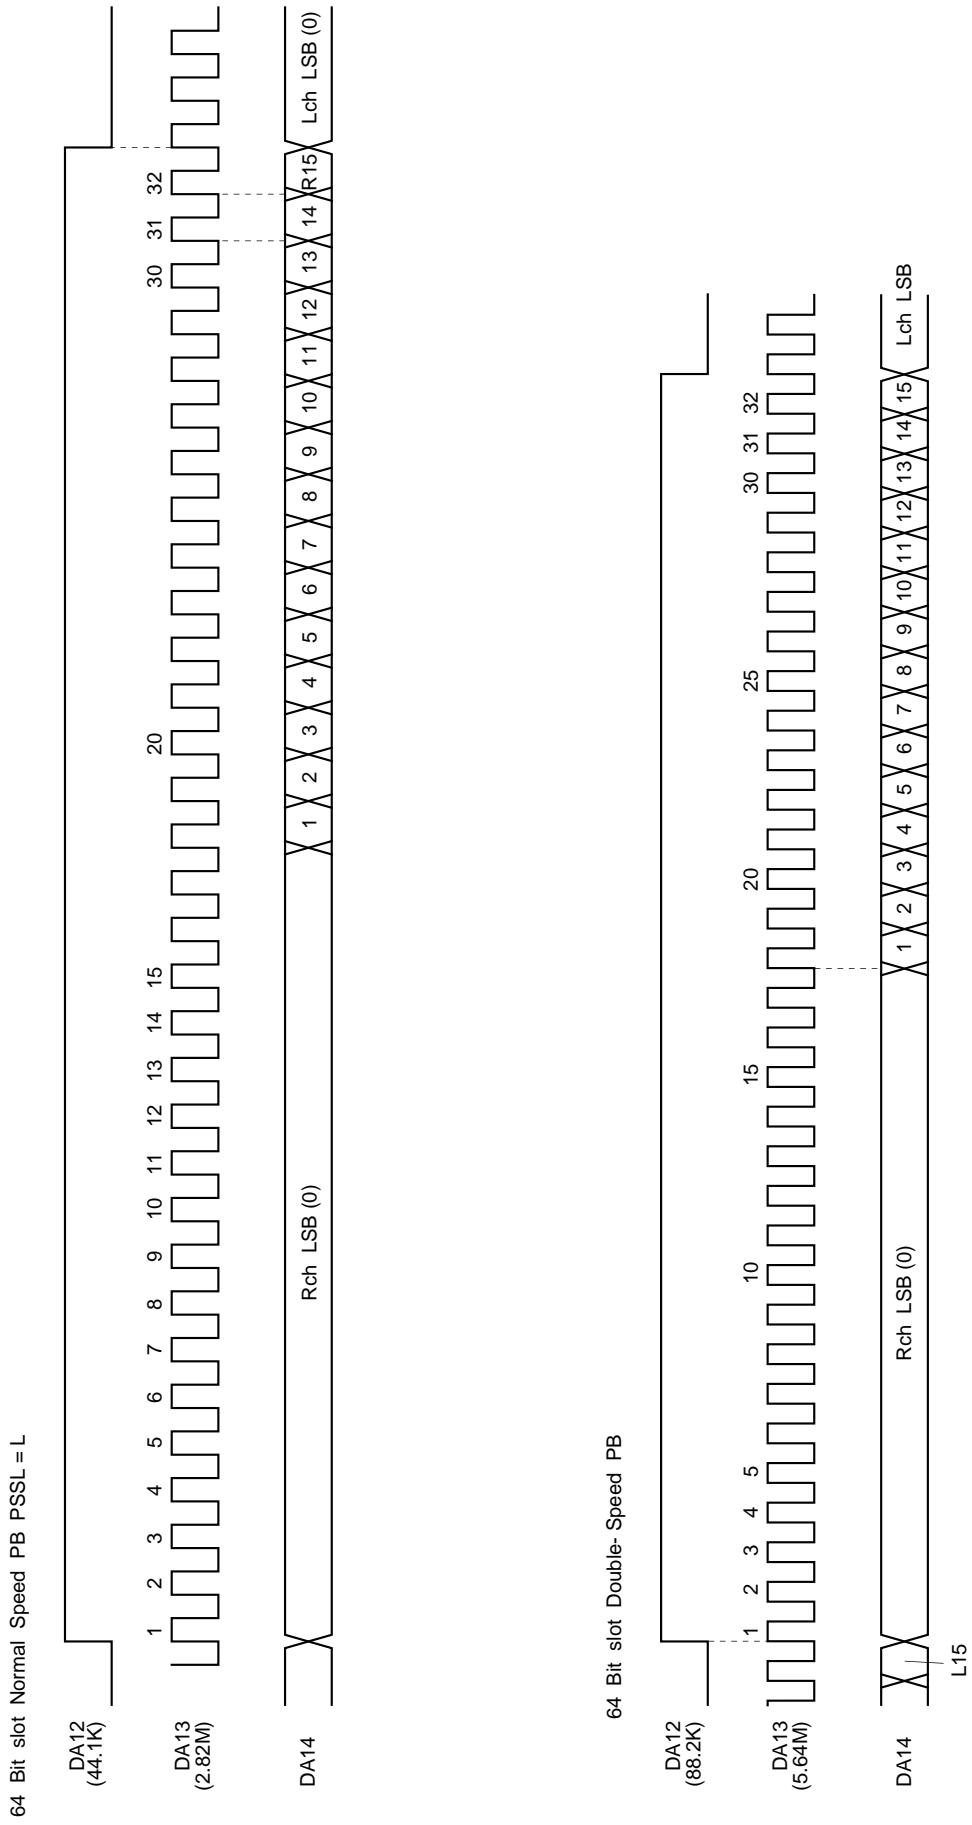 64 Bit slot Normal Speed PB PSSL = L
DA12
(44.1K)
1 2 3 4 5 6 7 8 9 10 11 12 13 14 15 20 30 31 32
DA13
(2.82M)
DA14
Rch LSB (0) 1 2 3 4 5 6 7 8 9 10 11 12 13 14 R15 Lch LSB (0)
64 Bit slot Double- Speed PB
DA12
(88.2K)
1 2 3 4 5 10 15 20 25 30 31 32
DA13
(5.64M)
DA14
Rch LSB (0) 1 2 3 4 5 6 7 8 9 10 11 12 13 14 15 Lch LSB
L15